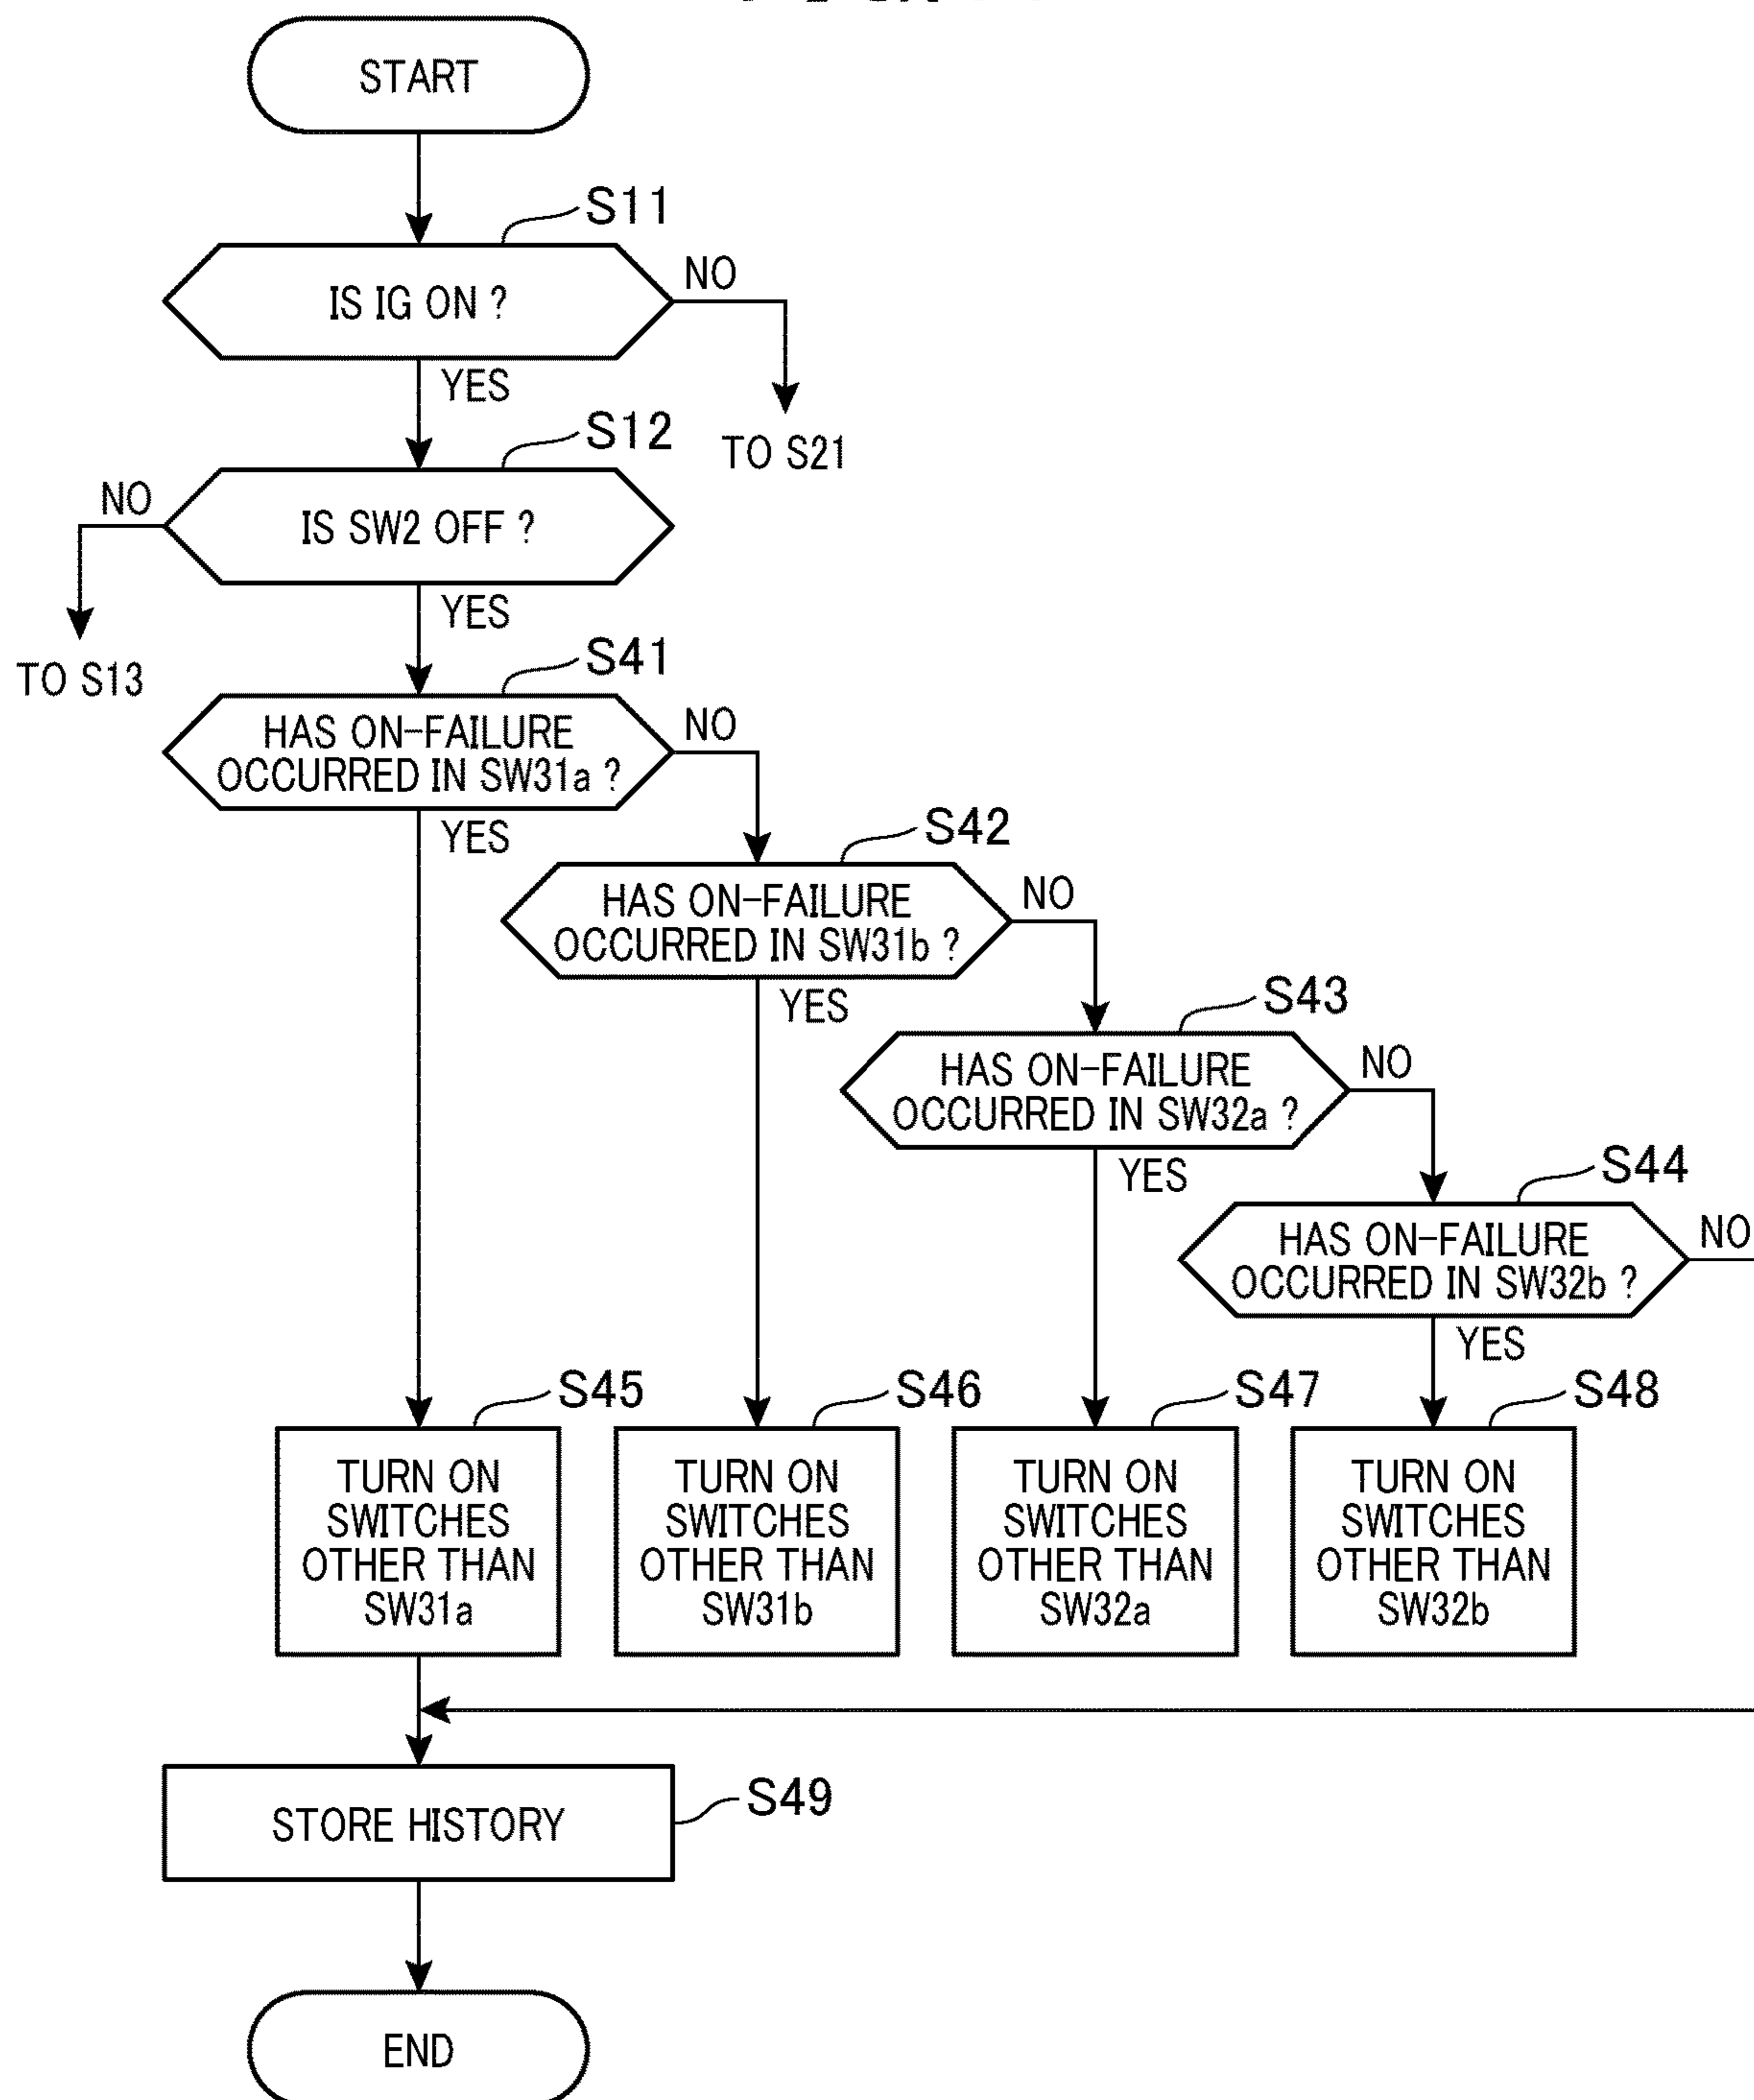 START
S11
IS IG ON ?
NO
YES
TO S21
S12
NO
IS SW2 OFF ?
YES
TO S13
S41
HAS ON-FAILURE
OCCURRED IN SW31a ?
NO
YES
S42
HAS ON-FAILURE
OCCURRED IN SW31b ?
NO
YES
S43
HAS ON-FAILURE
OCCURRED IN SW32a ?
NO
YES
S44
HAS ON-FAILURE
OCCURRED IN SW32b ?
NO
YES
S45
TURN ON
SWITCHES
OTHER THAN
SW31a
S46
TURN ON
SWITCHES
OTHER THAN
SW31b
S47
TURN ON
SWITCHES
OTHER THAN
SW32a
S48
TURN ON
SWITCHES
OTHER THAN
SW32b
STORE HISTORY
S49
END